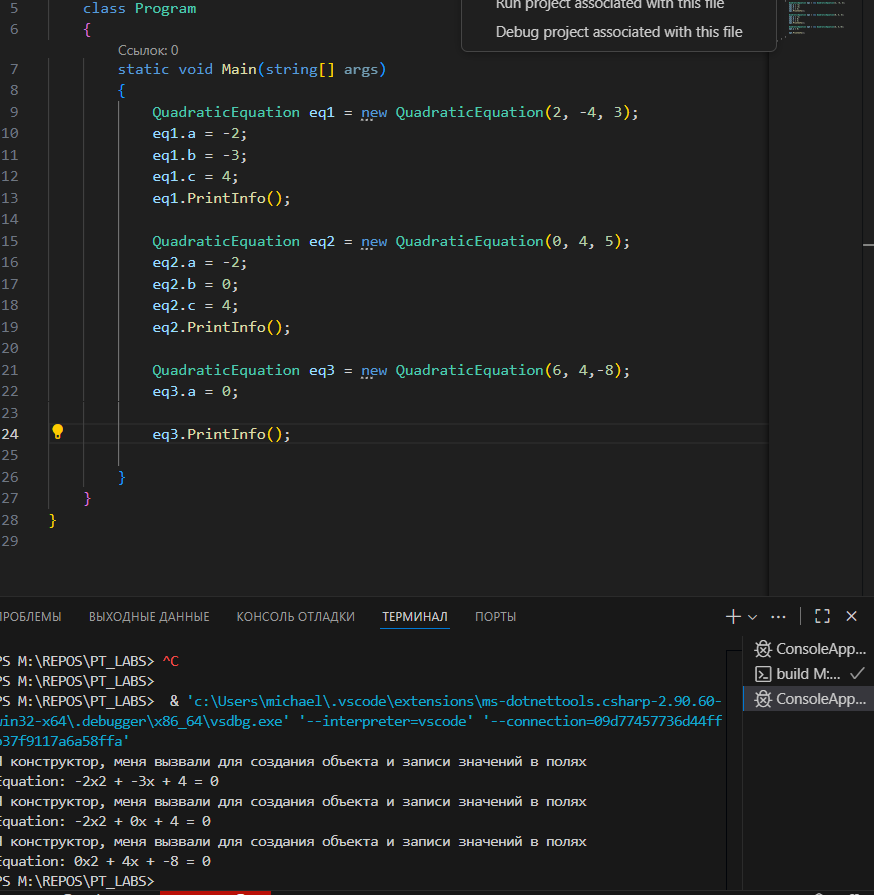 Run project associated with this file
Debug project associated with this file
5 class Program
6 {
Ссылок: 0
7 static void Main(string[] args)
8 {
9 QuadraticEquation eq1 = new QuadraticEquation(2, -4, 3);
10 eq1.a = -2;
11 eq1.b = -3;
12 eq1.c = 4;
13 eq1.PrintInfo();
14
15 QuadraticEquation eq2 = new QuadraticEquation(0, 4, 5);
16 eq2.a = -2;
17 eq2.b = 0;
18 eq2.c = 4;
19 eq2.PrintInfo();
20
21 QuadraticEquation eq3 = new QuadraticEquation(6, 4,-8);
22 eq3.a = 0;
23
24 eq3.PrintInfo();
25
26 }
27 }
28 }
29
ПРОБЛЕМЫ ВЫХОДНЫЕ ДАННЫЕ КОНСОЛЬ ОТЛАДКИ ТЕРМИНАЛ ПОРТЫ
ConsoleApp...
build M:...
ConsoleApp...
PS M:\REPOS\PT_LABS> ^C
PS M:\REPOS\PT_LABS>
PS M:\REPOS\PT_LABS> & 'c:\Users\michael\.vscode\extensions\ms-dotnettools.csharp-2.90.60-
win32-x64\.debugger\x86_64\vsdbg.exe' '--interpreter=vscode' '--connection=09d77457736d44ff
b37f9117a6a58ffa'
Я конструктор, меня вызвали для создания объекта и записи значений в полях
Equation: -2x2 + -3x + 4 = 0
Я конструктор, меня вызвали для создания объекта и записи значений в полях
Equation: -2x2 + 0x + 4 = 0
Я конструктор, меня вызвали для создания объекта и записи значений в полях
Equation: 0x2 + 4x + -8 = 0
PS M:\REPOS\PT_LABS>